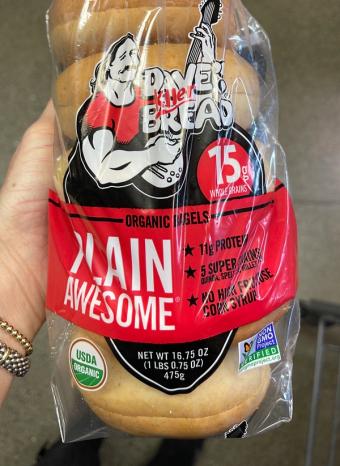 DAVE'S
Killer
BREAD
15g
WHOLE GRAINS
ORGANIC BAGELS
PLAIN
AWESOME
★ 11g PROTEIN
★ 5 SUPER GRAINS
★ NO HIGH FRUCTOSE
CORN SYRUP
NET WT 16.75 OZ
(1 LBS 0.75 OZ)
475g
USDA
ORGANIC
NON
GMO
Project
VERIFIED